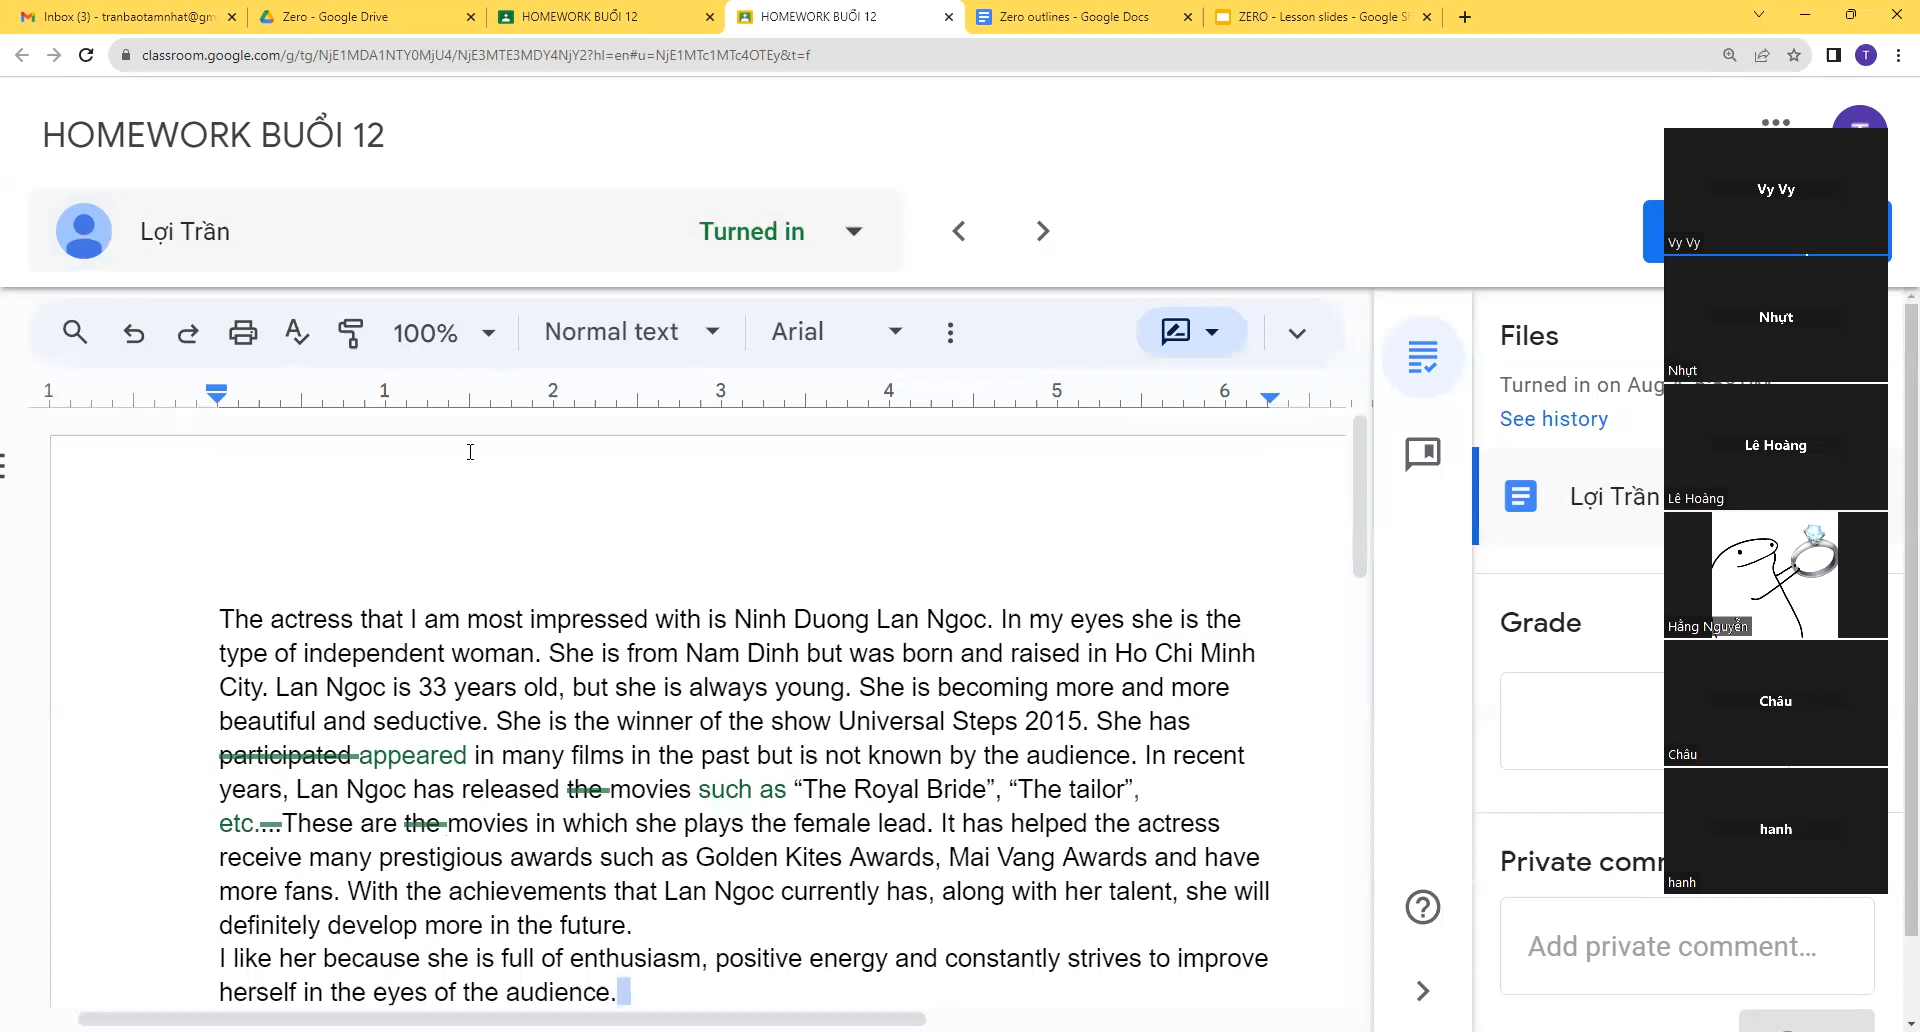 Inbox (3) - tranbaotamnhat@gm
Zero - Google Drive
HOMEWORK BUỔI 12
HOMEWORK BUỔI 12
Zero outlines - Google Docs
ZERO - Lesson slides - Google S
classroom.google.com/g/tg/NjE1MDA1NTY0MjU4/NjE3MTE3MDY4NjY2?hl=en#u=NjE1MTc1MTc4OTEy&t=f
T
HOMEWORK BUỔI 12
Lợi Trần
Turned in
100%
Normal text
Arial
1 1 2 3 4 5 6
The actress that I am most impressed with is Ninh Duong Lan Ngoc. In my eyes she is the
type of independent woman. She is from Nam Dinh but was born and raised in Ho Chi Minh
City. Lan Ngoc is 33 years old, but she is always young. She is becoming more and more
beautiful and seductive. She is the winner of the show Universal Steps 2015. She has
participated appeared in many films in the past but is not known by the audience. In recent
years, Lan Ngoc has released the movies such as “The Royal Bride”, “The tailor”,
etc....These are the movies in which she plays the female lead. It has helped the actress
receive many prestigious awards such as Golden Kites Awards, Mai Vang Awards and have
more fans. With the achievements that Lan Ngoc currently has, along with her talent, she will
definitely develop more in the future.
I like her because she is full of enthusiasm, positive energy and constantly strives to improve
herself in the eyes of the audience.
Files
Turned in on Aug
See history
Lợi Trần
Grade
Private comm
Add private comment...
Vy Vy
Vy Vy
Nhựt
Nhựt
Lê Hoàng
Lê Hoàng
Hằng Nguyễn
Châu
Châu
hanh
hanh